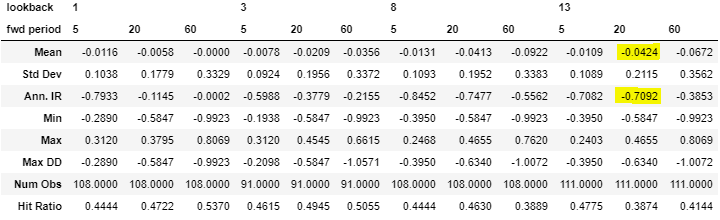 lookback 1 3 8 13
fwd period 5 20 60 5 20 60 5 20 60 5 20 60
Mean -0.0116 -0.0058 -0.0000 -0.0078 -0.0209 -0.0356 -0.0131 -0.0413 -0.0922 -0.0109 -0.0424 -0.0672
Std Dev 0.1038 0.1779 0.3329 0.0924 0.1956 0.3372 0.1093 0.1952 0.3383 0.1089 0.2115 0.3562
Ann. IR -0.7933 -0.1145 -0.0002 -0.5988 -0.3779 -0.2155 -0.8452 -0.7477 -0.5562 -0.7082 -0.7092 -0.3853
Min -0.2890 -0.5847 -0.9923 -0.1938 -0.5847 -0.9923 -0.3950 -0.5847 -0.9923 -0.3950 -0.5847 -0.9923
Max 0.3120 0.3795 0.8069 0.3120 0.4545 0.6615 0.2468 0.4655 0.7620 0.2403 0.4655 0.8069
Max DD -0.2890 -0.5847 -0.9923 -0.2098 -0.5847 -1.0571 -0.3950 -0.6340 -1.0072 -0.3950 -0.6340 -1.0072
Num Obs 108.0000 108.0000 108.0000 91.0000 91.0000 91.0000 108.0000 108.0000 108.0000 111.0000 111.0000 111.0000
Hit Ratio 0.4444 0.4722 0.5370 0.4615 0.4945 0.5055 0.4444 0.4630 0.3889 0.4775 0.3874 0.4144